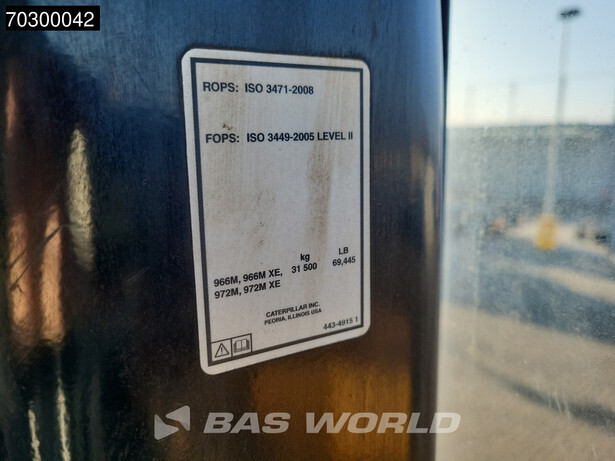 70300042
ROPS: ISO 3471-2008
FOPS: ISO 3449-2005 LEVEL II
kg LB
966M, 966M XE, 31 500 69,445
972M, 972M XE
CATERPILLAR INC.
PEORIA, ILLINOIS USA
443-4915 1
BAS WORLD